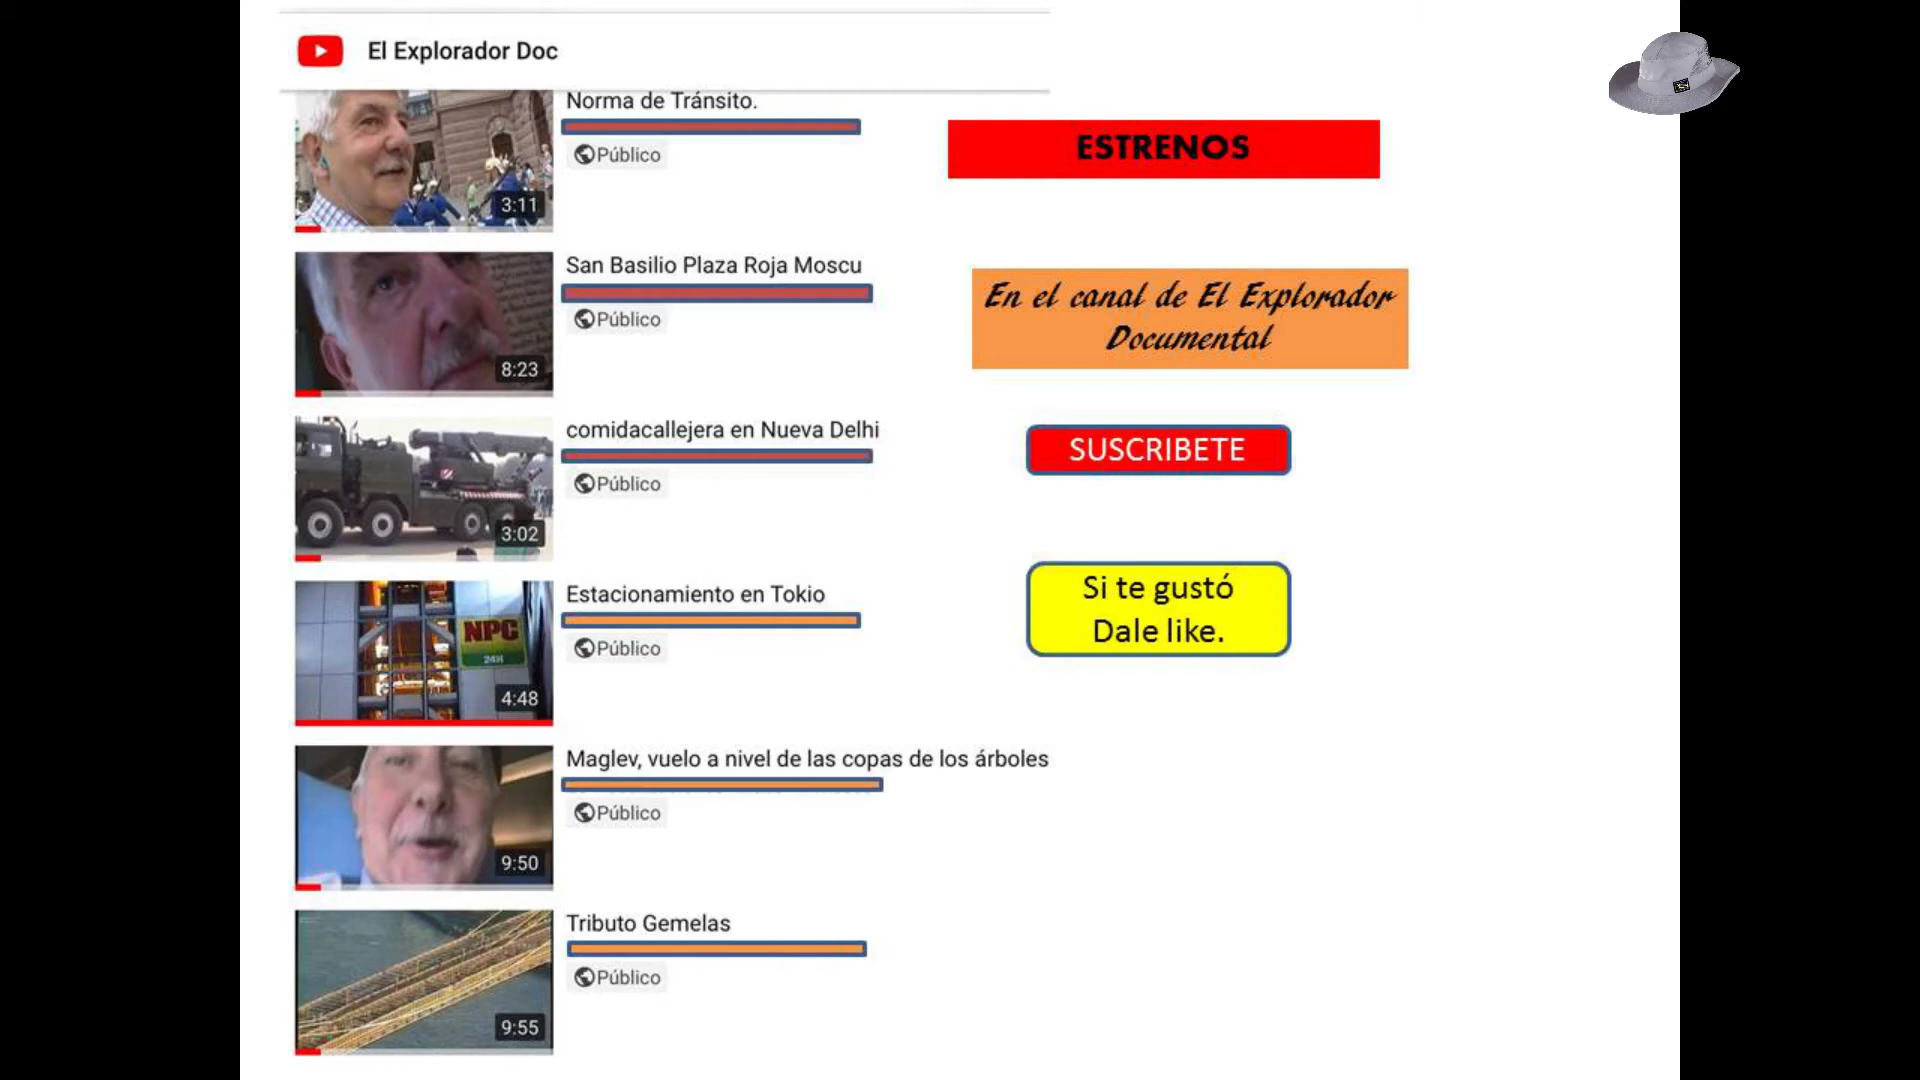 El Explorador Doc
Norma de Tránsito.
Público
3:11
San Basilio Plaza Roja Moscu
Público
8:23
comidacallejera en Nueva Delhi
Público
3:02
Estacionamiento en Tokio
Público
NPC
24H
4:48
Maglev, vuelo a nivel de las copas de los árboles
Público
9:50
Tributo Gemelas
Público
9:55
ESTRENOS
En el canal de El Explorador
Documental
SUSCRIBETE
Si te gustó
Dale like.